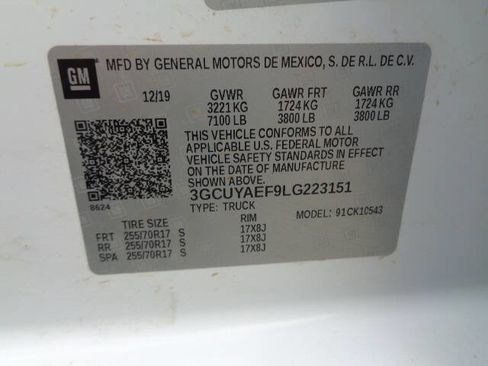 GM
MFD BY GENERAL MOTORS DE MEXICO, S. DE R.L. DE C.V.
12/19 GVWR GAWR FRT GAWR RR
3221 KG 1724 KG 1724 KG
7100 LB 3800 LB 3800 LB
THIS VEHICLE CONFORMS TO ALL
APPLICABLE U.S. FEDERAL MOTOR
VEHICLE SAFETY STANDARDS IN EFFECT
ON THE DATE OF MANUFACTURE SHOWN ABOVE.
3GCUYAEF9LG223151
8624 TYPE: TRUCK MODEL: 91CK10543
TIRE SIZE RIM
FRT 255/70R17 S 17X8J
RR 255/70R17 S 17X8J
SPA 255/70R17 S 17X8J